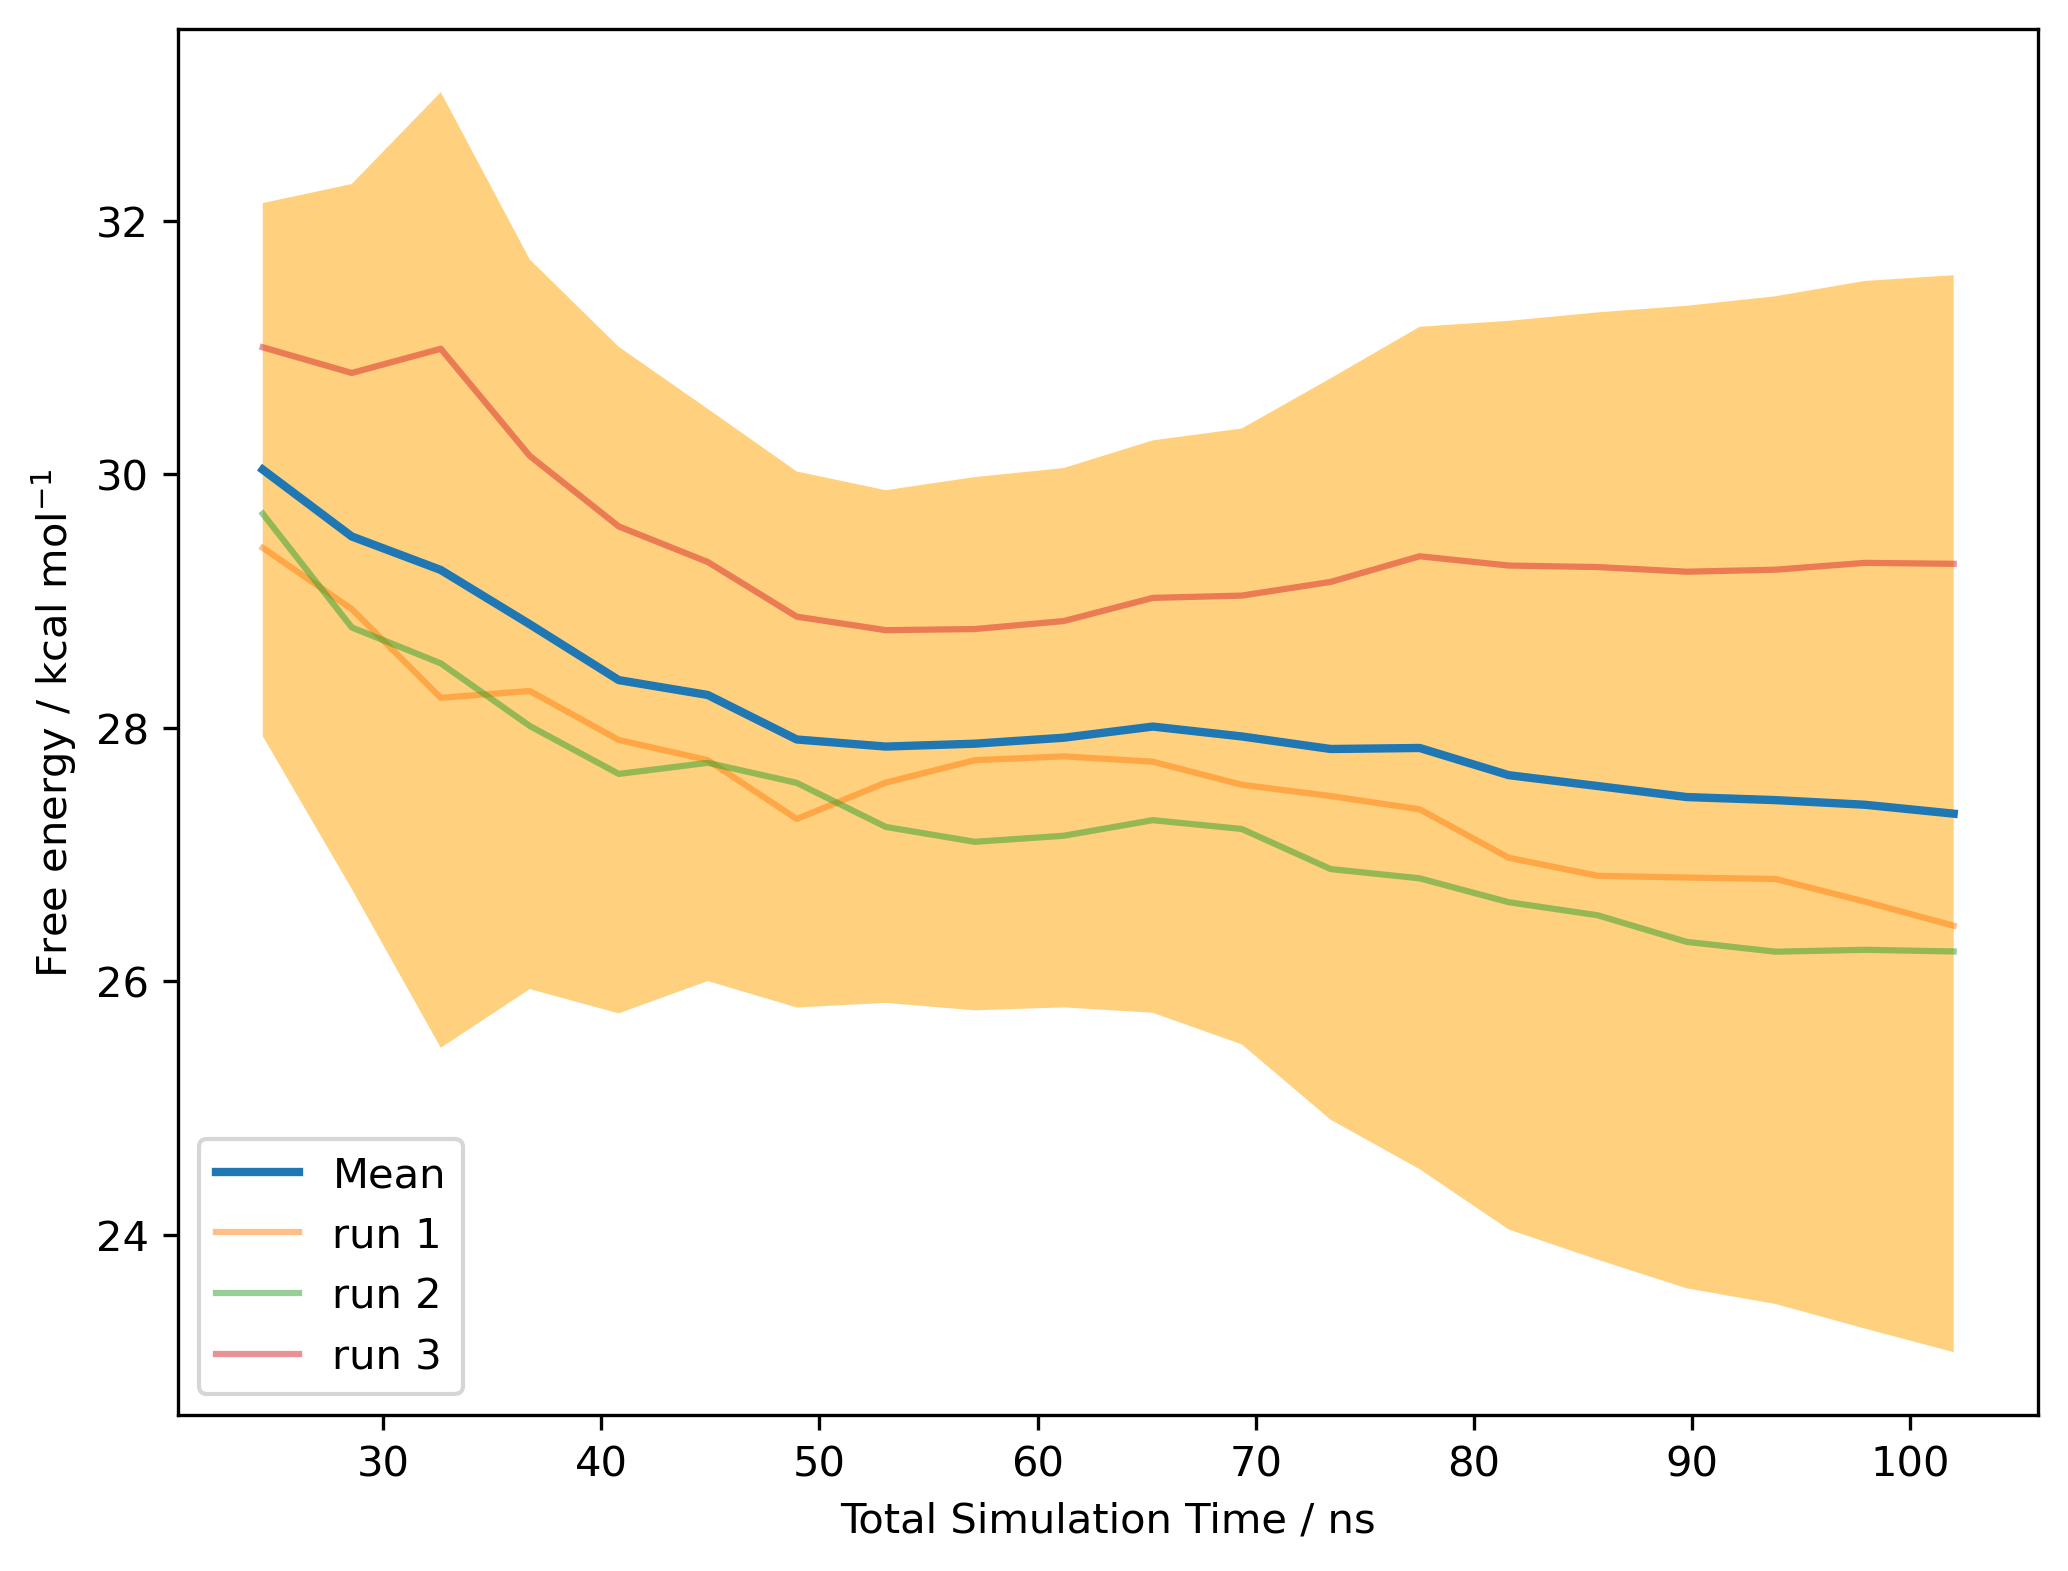 32
30
28
26
24
Free energy / kcal mol⁻¹
Mean
run 1
run 2
run 3
30 40 50 60 70 80 90 100
Total Simulation Time / ns